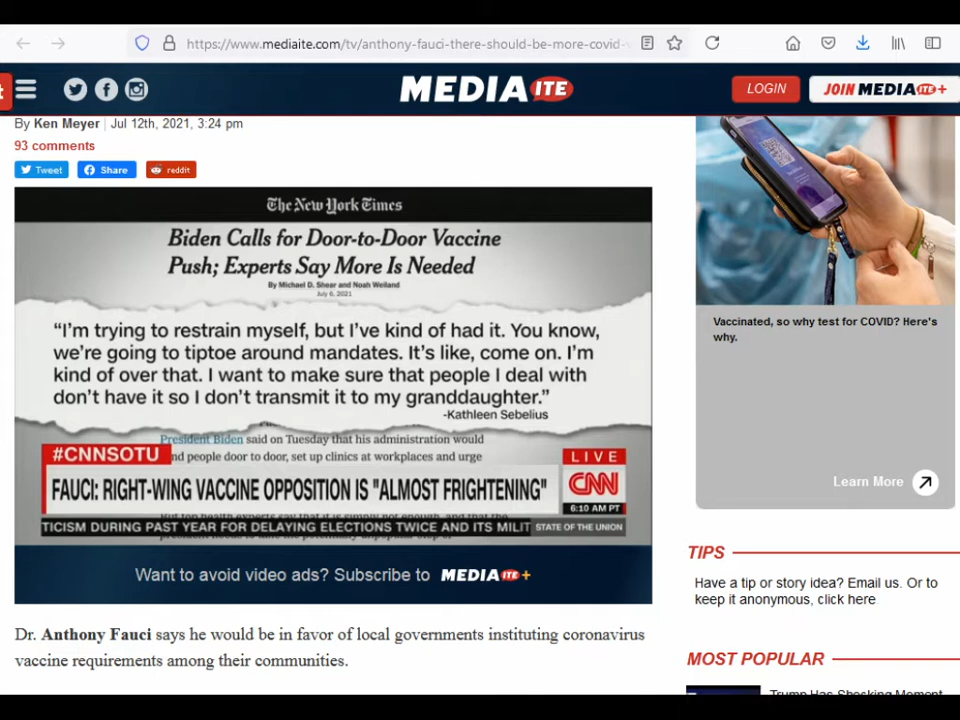 https://www.mediaite.com/tv/anthony-fauci-there-should-be-more-covid-
MEDIAITE
LOGIN
JOIN MEDIAITE+
By Ken Meyer | Jul 12th, 2021, 3:24 pm
93 comments
Tweet
Share
reddit
The New York Times
Biden Calls for Door-to-Door Vaccine
Push; Experts Say More Is Needed
By Michael D. Shear and Noah Weiland
July 6, 2021
“I’m trying to restrain myself, but I’ve kind of had it. You know,
we’re going to tiptoe around mandates. It’s like, come on. I’m
kind of over that. I want to make sure that people I deal with
don’t have it so I don’t transmit it to my granddaughter.”
-Kathleen Sebelius
President Biden said on Tuesday that his administration would
nd people door to door, set up clinics at workplaces and urge
#CNNSOTU
LIVE
FAUCI: RIGHT-WING VACCINE OPPOSITION IS "ALMOST FRIGHTENING"
CNN
6:10 AM PT
TICISM DURING PAST YEAR FOR DELAYING ELECTIONS TWICE AND ITS MILIT
STATE OF THE UNION
Want to avoid video ads? Subscribe to MEDIAITE+
Dr. Anthony Fauci says he would be in favor of local governments instituting coronavirus
vaccine requirements among their communities.
Vaccinated, so why test for COVID? Here's
why.
Learn More
TIPS
Have a tip or story idea? Email us. Or to
keep it anonymous, click here
MOST POPULAR
Trump Has Shocking Moment